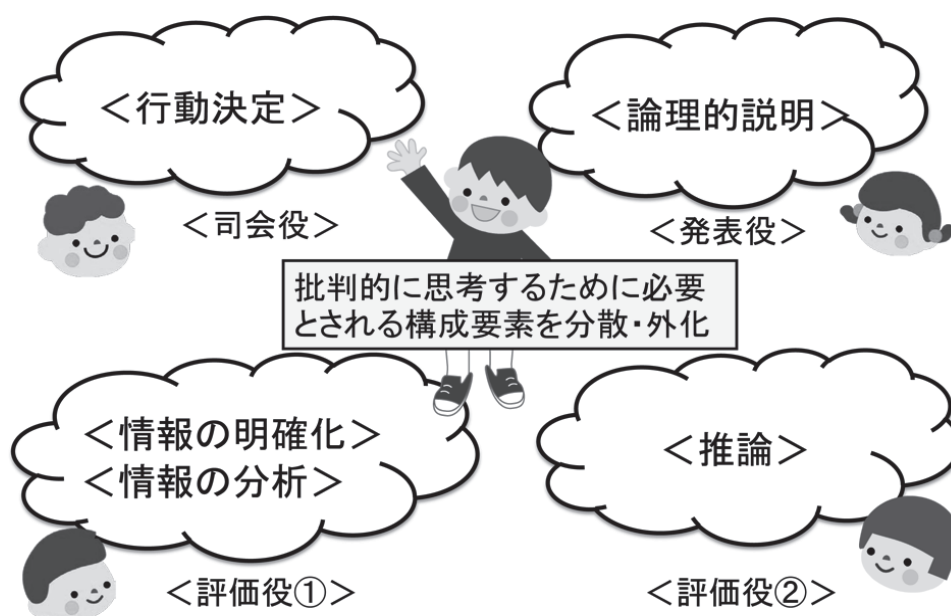 ＜行動決定＞
＜論理的説明＞
＜司会役＞
＜発表役＞
批判的に思考するために必要
とされる構成要素を分散・外化
＜情報の明確化＞
＜情報の分析＞
＜推論＞
＜評価役①＞
＜評価役②＞